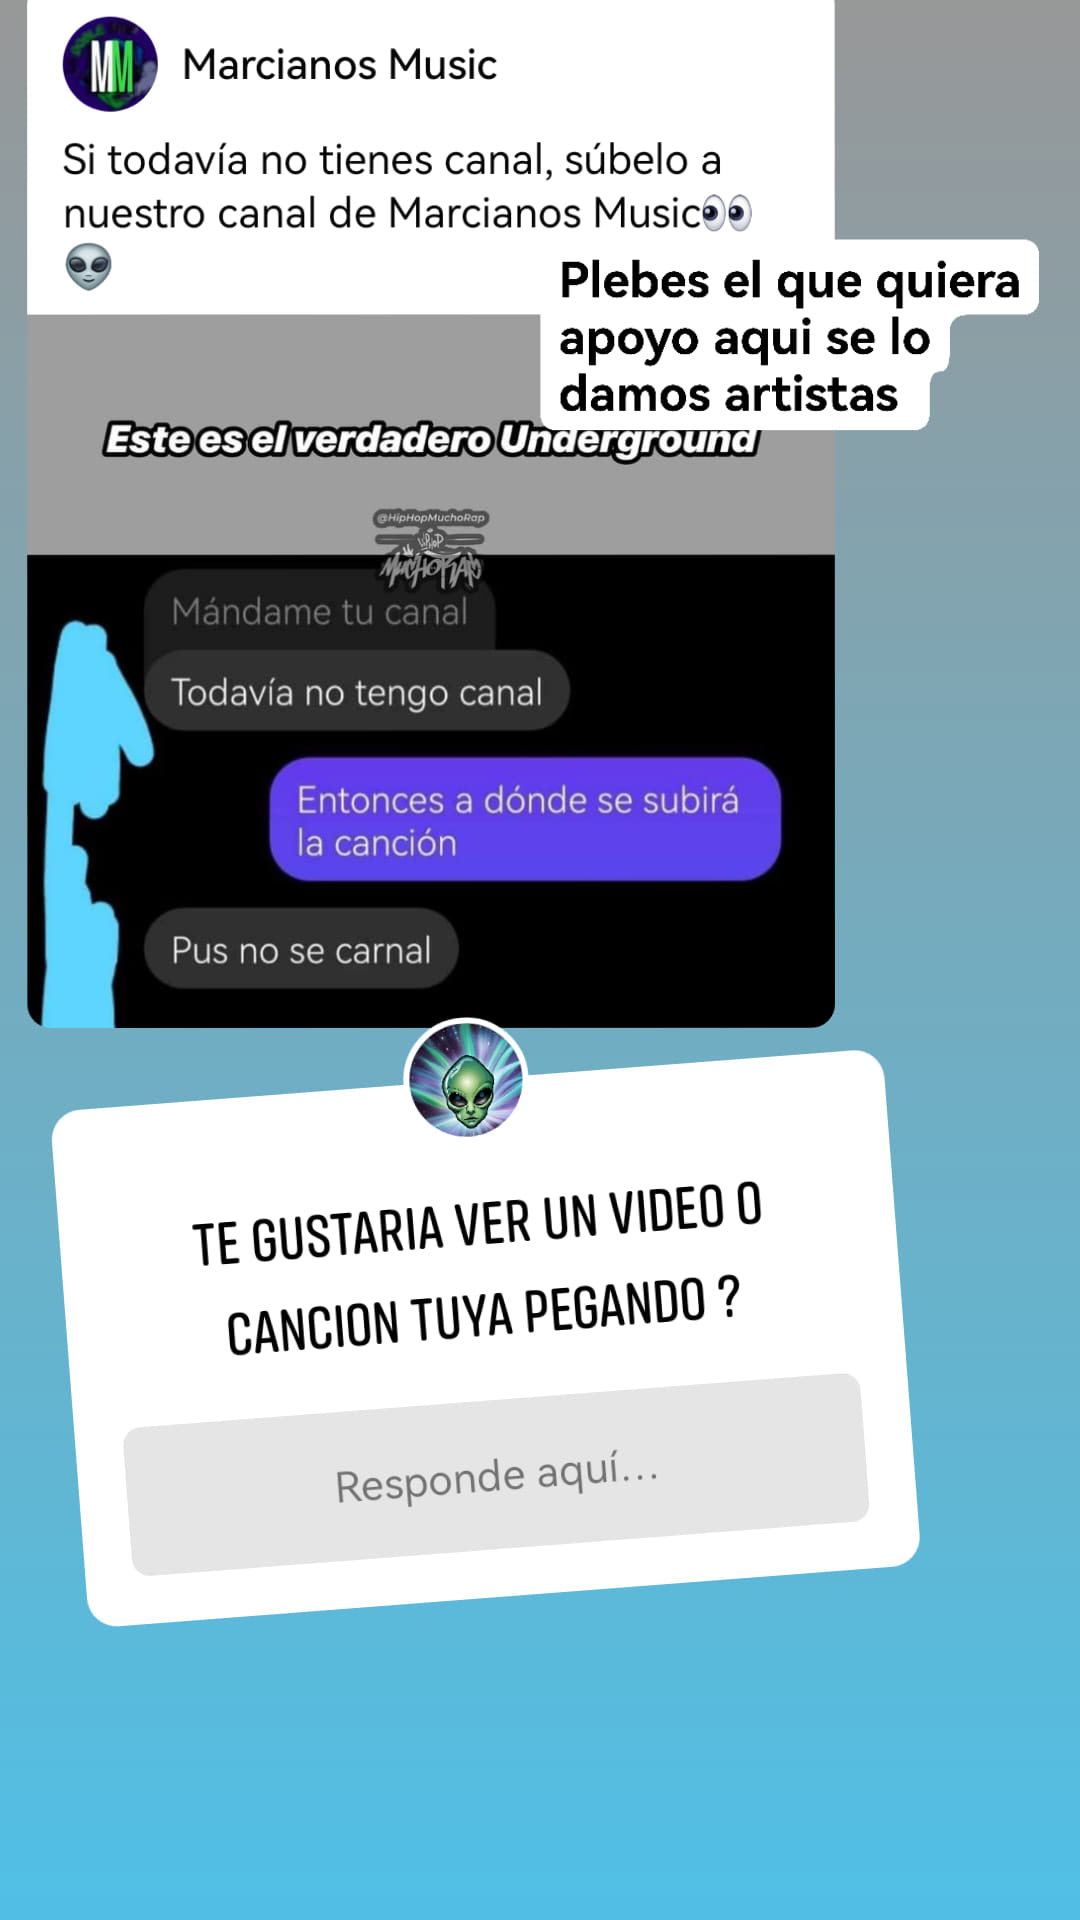 MM
Marcianos Music
Si todavía no tienes canal, súbelo a
nuestro canal de Marcianos Music👀
👽
Plebes el que quiera
apoyo aqui se lo
damos artistas
Este es el verdadero Underground
@HipHopMuchoRap
HIPHOP
MUCHORAP
Mándame tu canal
Todavía no tengo canal
Entonces a dónde se subirá
la canción
Pus no se carnal
TE GUSTARIA VER UN VIDEO O
CANCION TUYA PEGANDO ?
Responde aquí...